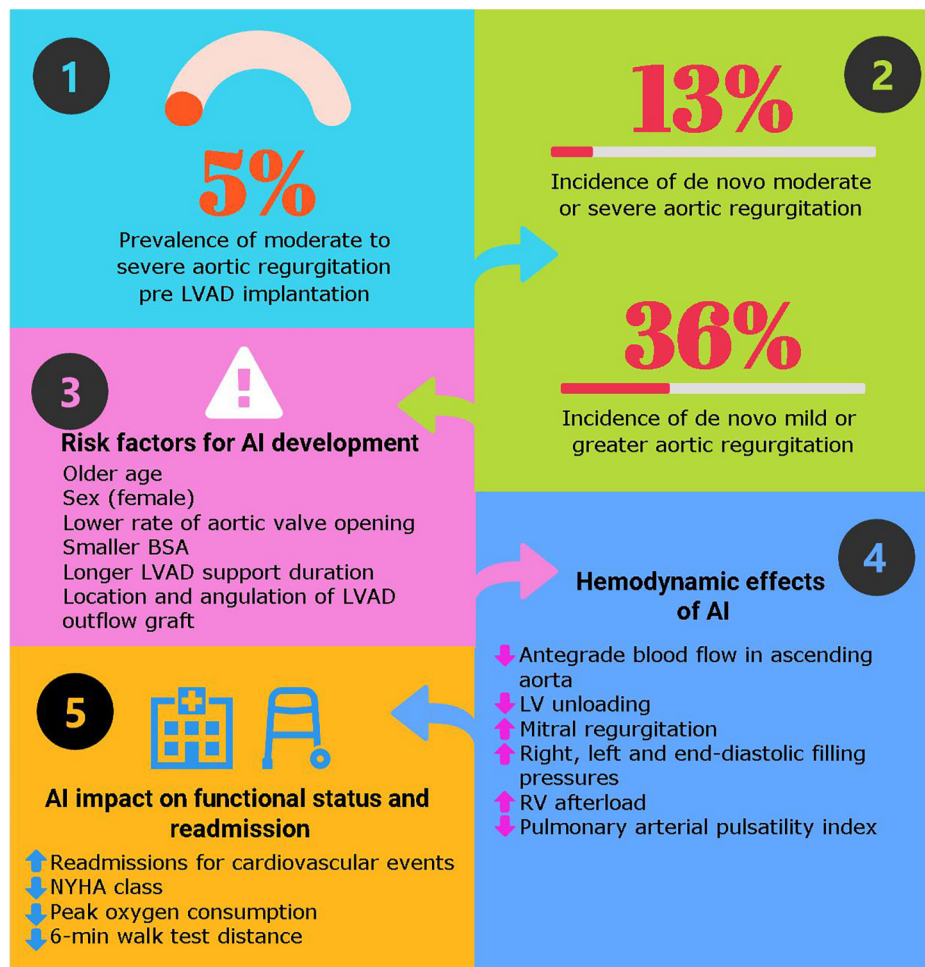 1
5%
Prevalence of moderate to
severe aortic regurgitation
pre LVAD implantation
2
13%
Incidence of de novo moderate
or severe aortic regurgitation
36%
Incidence of de novo mild or
greater aortic regurgitation
3
!
Risk factors for AI development
Older age
Sex (female)
Lower rate of aortic valve opening
Smaller BSA
Longer LVAD support duration
Location and angulation of LVAD
outflow graft
4
Hemodynamic effects
of AI
Antegrade blood flow in ascending
aorta
LV unloading
Mitral regurgitation
Right, left and end-diastolic filling
pressures
RV afterload
Pulmonary arterial pulsatility index
5
AI impact on functional status and
readmission
Readmissions for cardiovascular events
NYHA class
Peak oxygen consumption
6-min walk test distance